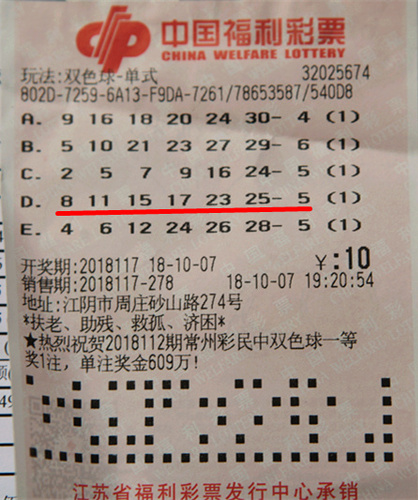 中国福利彩票
CHINA WELFARE LOTTERY
玩法:双色球-单式 32025674
802D-7259-6A13-F9DA-7261/78653587/540D8
A. 9 16 18 20 24 30- 4 (1)
B. 5 10 21 23 27 29- 6 (1)
C. 2 5 7 9 16 24- 5 (1)
D. 8 11 15 17 23 25- 5 (1)
E. 4 6 12 24 26 28- 5 (1)
开奖期:2018117 18-10-07 ¥:10
销售期:2018117-278 18-10-07 19:20:54
地址:江阴市周庄砂山路274号
*扶老、助残、救孤、济困*
★热烈祝贺2018112期常州彩民中双色球一等
奖1注，单注奖金609万!
江苏省福利彩票发行中心承销